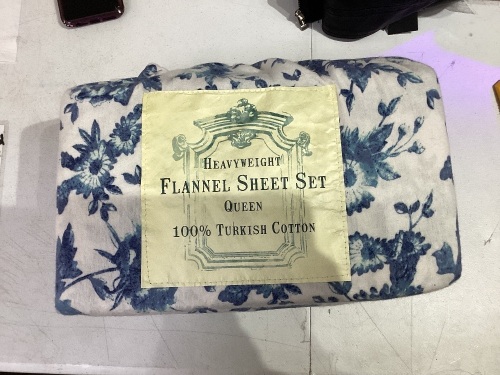 Heavyweight
Flannel Sheet Set
Queen
100% Turkish Cotton